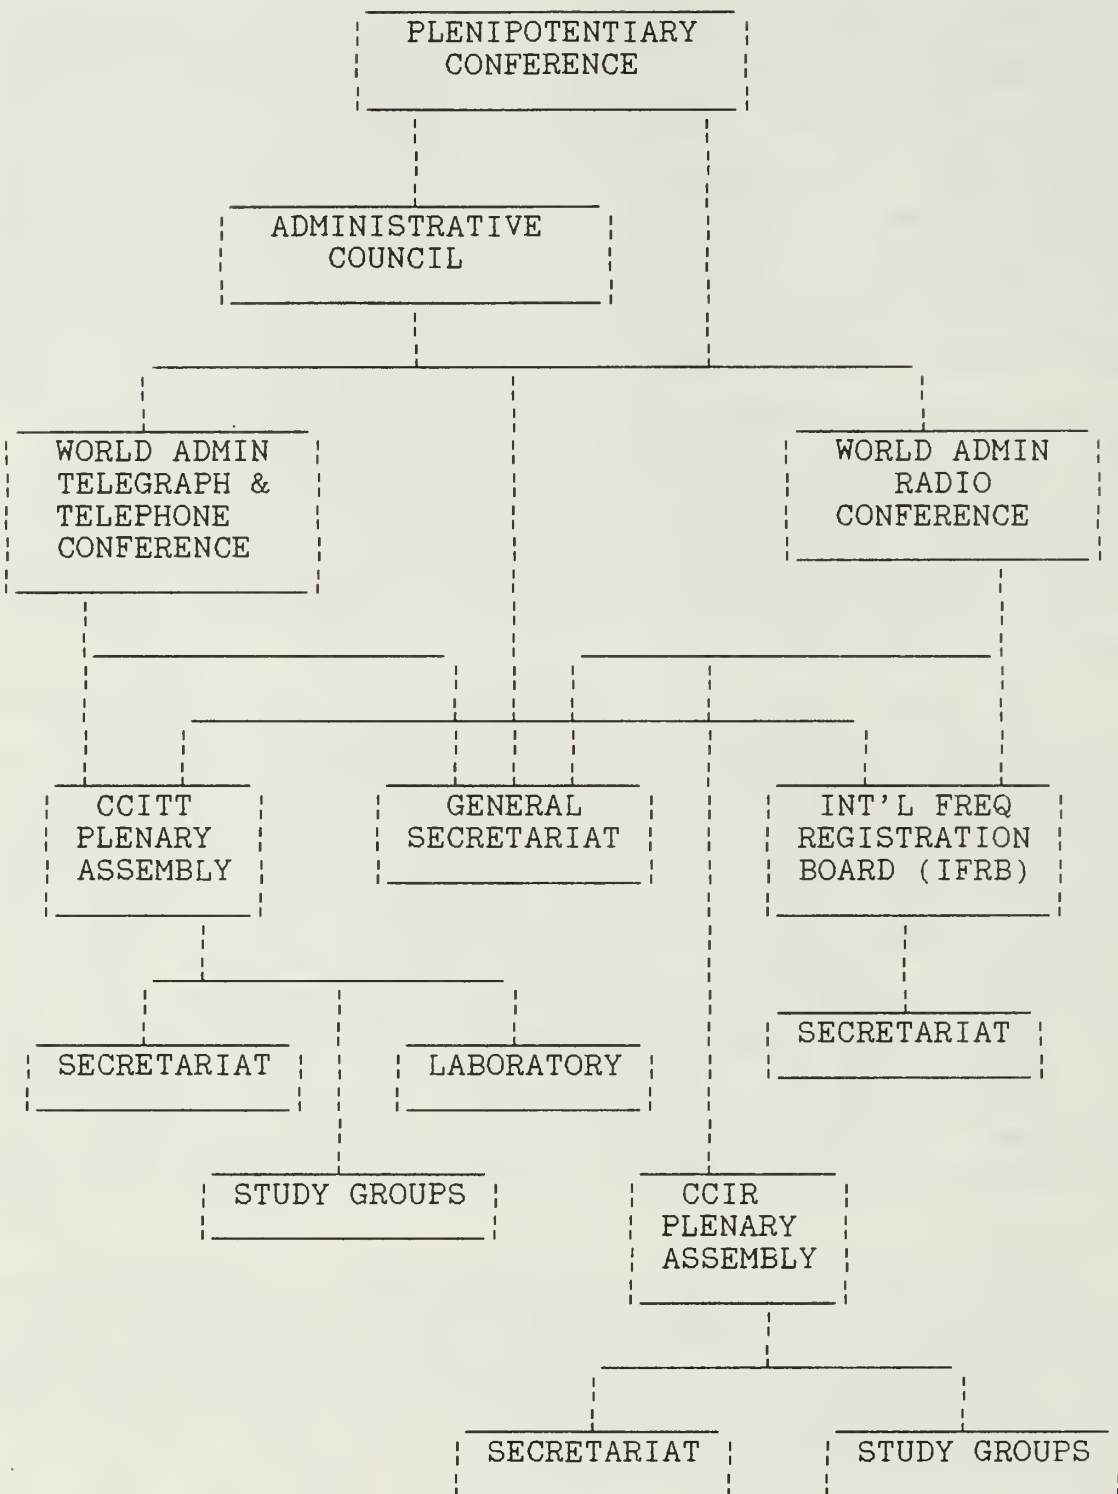 PLENIPOTENTIARY
CONFERENCE
ADMINISTRATIVE
COUNCIL
WORLD ADMIN
TELEGRAPH &
TELEPHONE
CONFERENCE
WORLD ADMIN
RADIO
CONFERENCE
CCITT
PLENARY
ASSEMBLY
GENERAL
SECRETARIAT
INT'L FREQ
REGISTRATION
BOARD (IFRB)
SECRETARIAT
LABORATORY
SECRETARIAT
STUDY GROUPS
CCIR
PLENARY
ASSEMBLY
SECRETARIAT
STUDY GROUPS